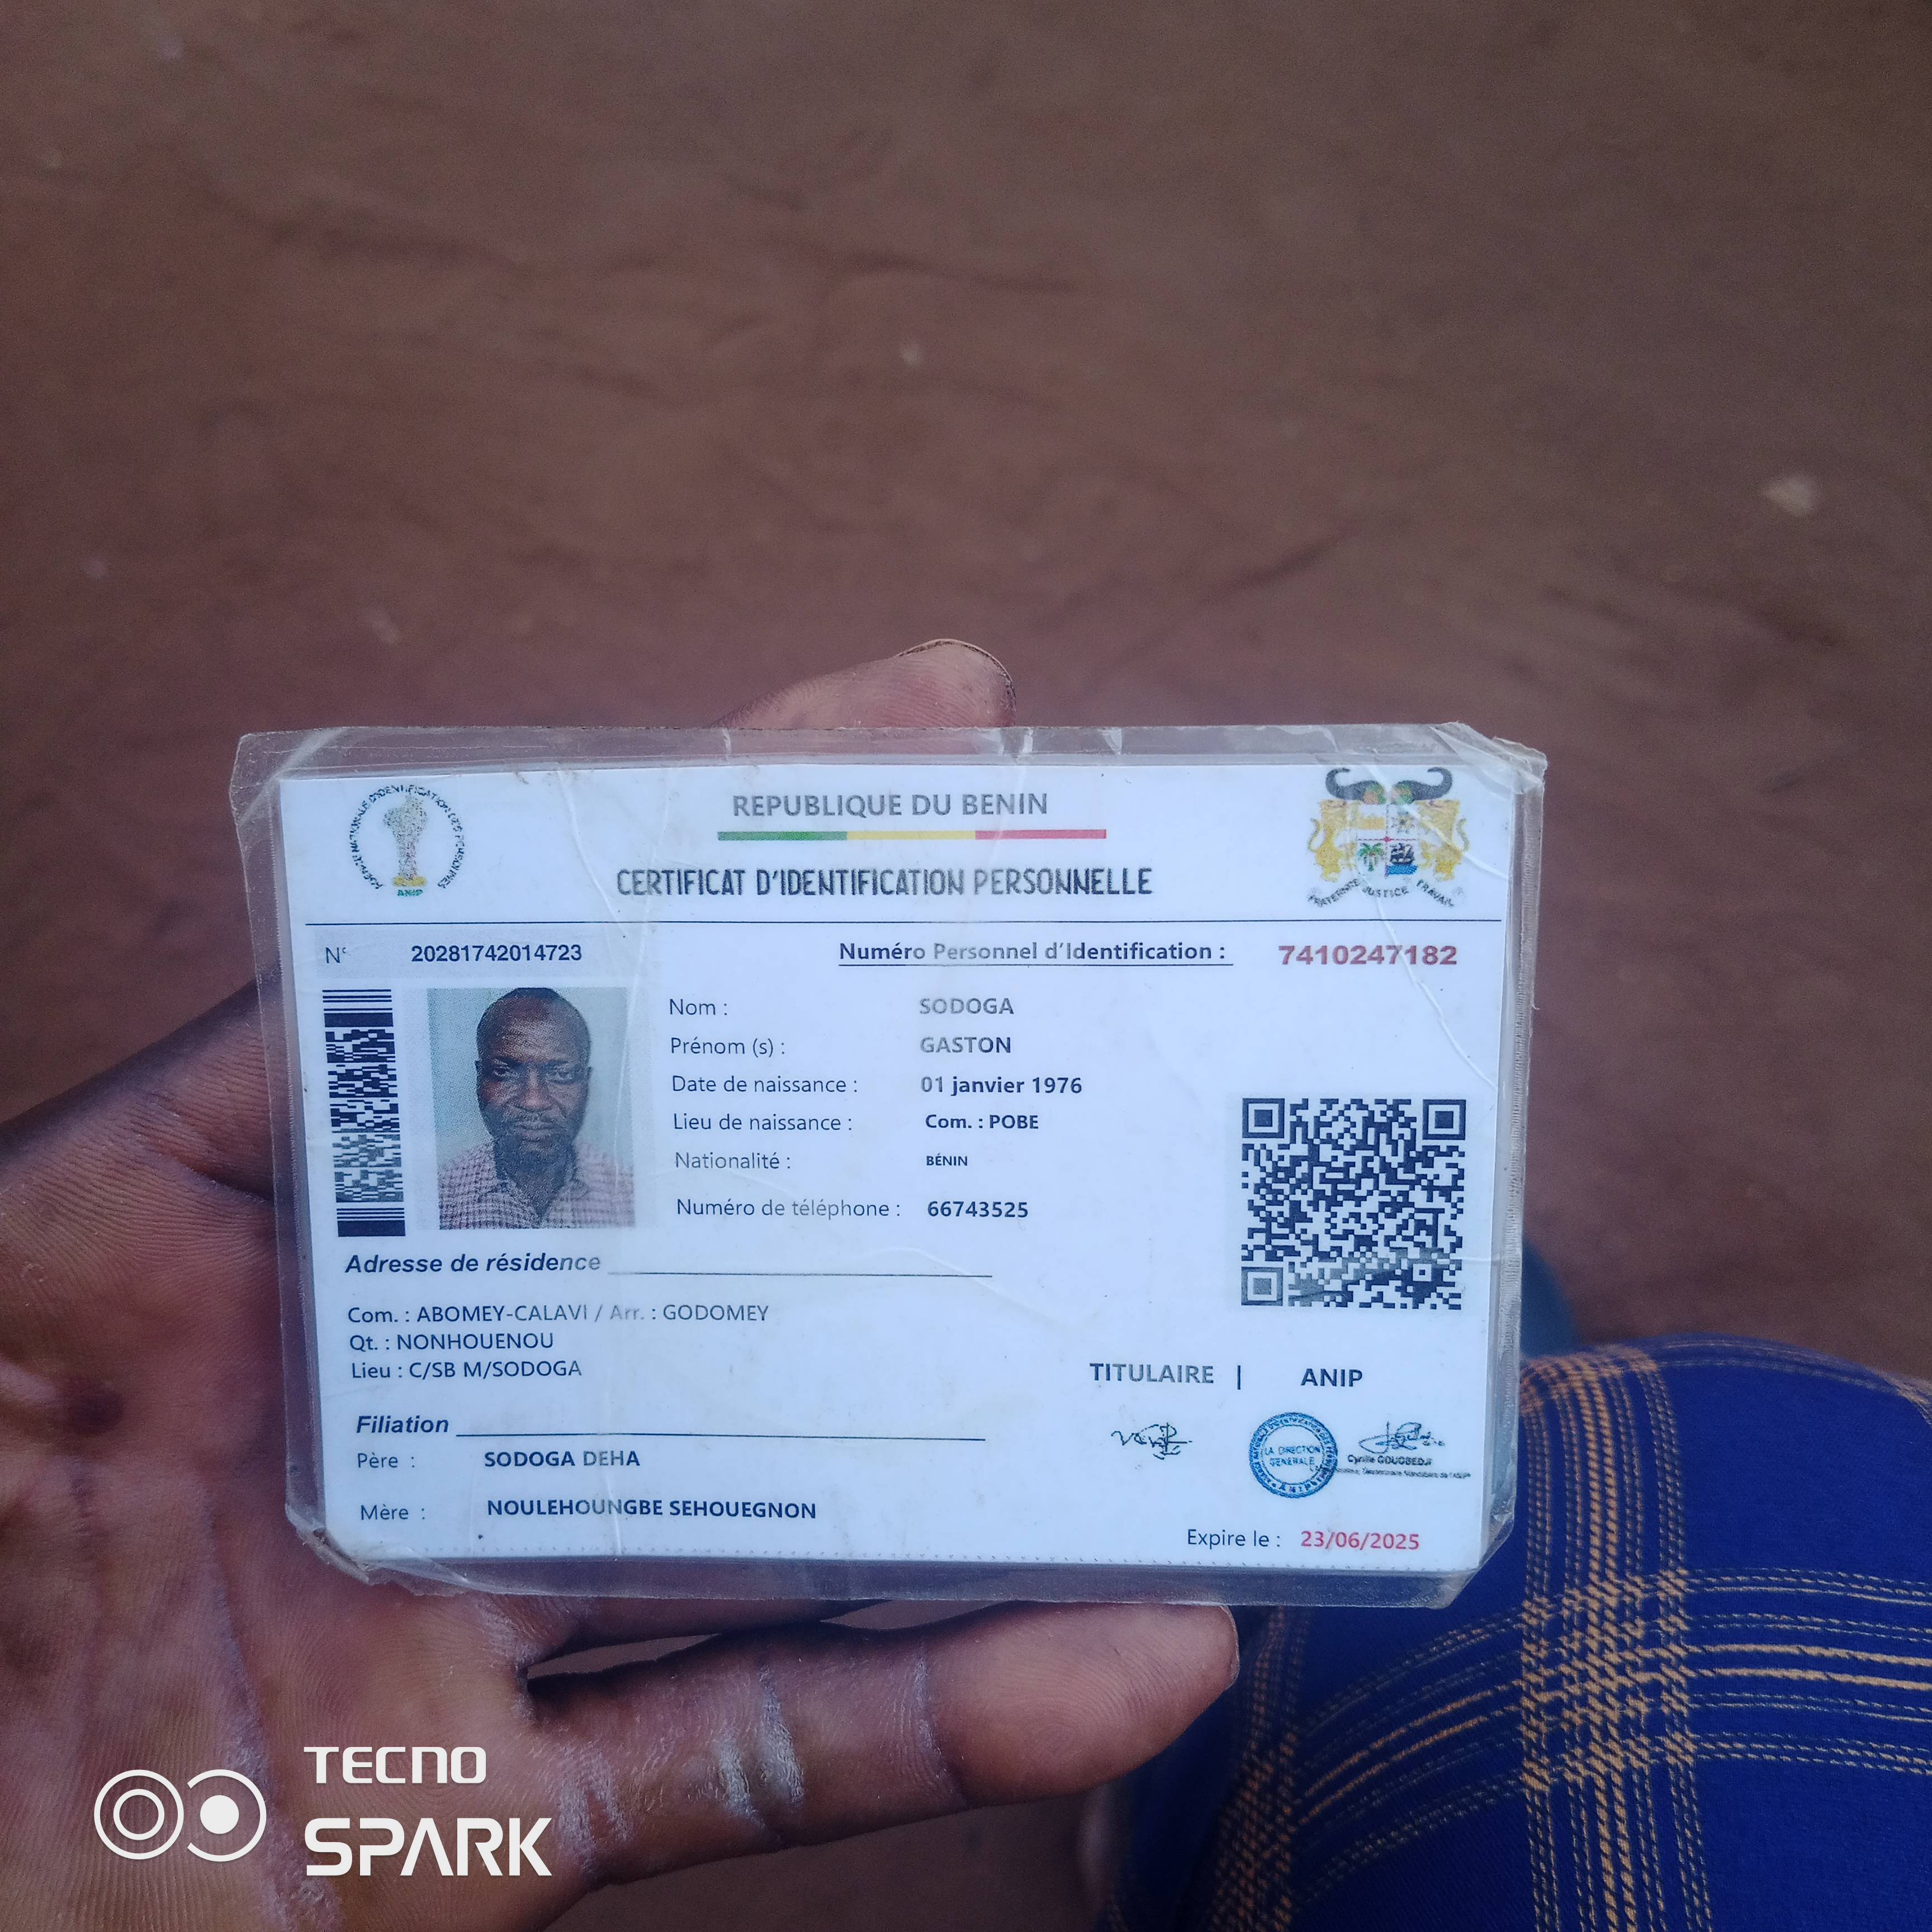 AGENCE NATIONALE D'IDENTIFICATION DES PERSONNES
ANIP
REPUBLIQUE DU BENIN
CERTIFICAT D'IDENTIFICATION PERSONNELLE
FRATERNITE JUSTICE TRAVAIL
N° 20281742014723
Numéro Personnel d'Identification : 7410247182
Nom : SODOGA
Prénom (s) : GASTON
Date de naissance : 01 janvier 1976
Lieu de naissance : Com. : POBE
Nationalité : BÉNIN
Numéro de téléphone : 66743525
Adresse de résidence
Com. : ABOMEY-CALAVI / Arr. : GODOMEY
Qt. : NONHOUENOU
Lieu : C/SB M/SODOGA
TITULAIRE | ANIP
LA DIRECTION
GENERALE
Cyrille GOUGBEDJI
Filiation
Père : SODOGA DEHA
Mère : NOULEHOUNGBE SEHOUEGNON
Expire le : 23/06/2025
TECNO
SPARK